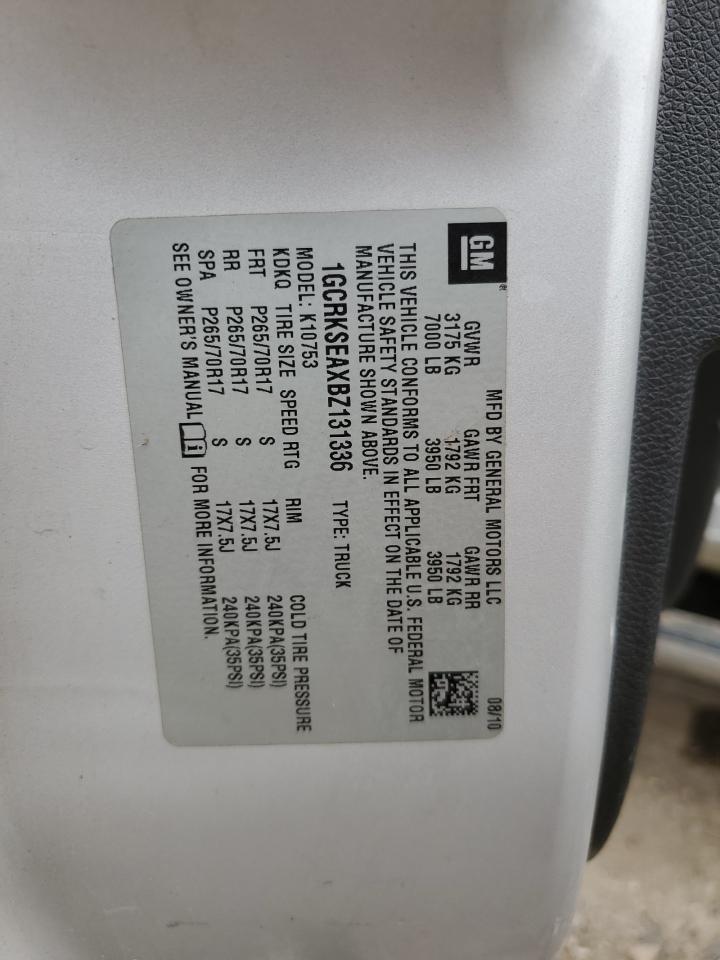 GM
MFD BY GENERAL MOTORS LLC 08/10
GVWR GAWR FRT GAWR RR
3175 KG 1792 KG 1792 KG
7000 LB 3950 LB 3950 LB
THIS VEHICLE CONFORMS TO ALL APPLICABLE U.S. FEDERAL MOTOR
VEHICLE SAFETY STANDARDS IN EFFECT ON THE DATE OF
MANUFACTURE SHOWN ABOVE.
1GCRKSEAXBZ131336 TYPE: TRUCK
MODEL: K10753
KDKQ TIRE SIZE SPEED RTG RIM COLD TIRE PRESSURE
FRT P265/70R17 S 17X7.5J 240KPA(35PSI)
RR P265/70R17 S 17X7.5J 240KPA(35PSI)
SPA P265/70R17 S 17X7.5J 240KPA(35PSI)
SEE OWNER'S MANUAL FOR MORE INFORMATION.